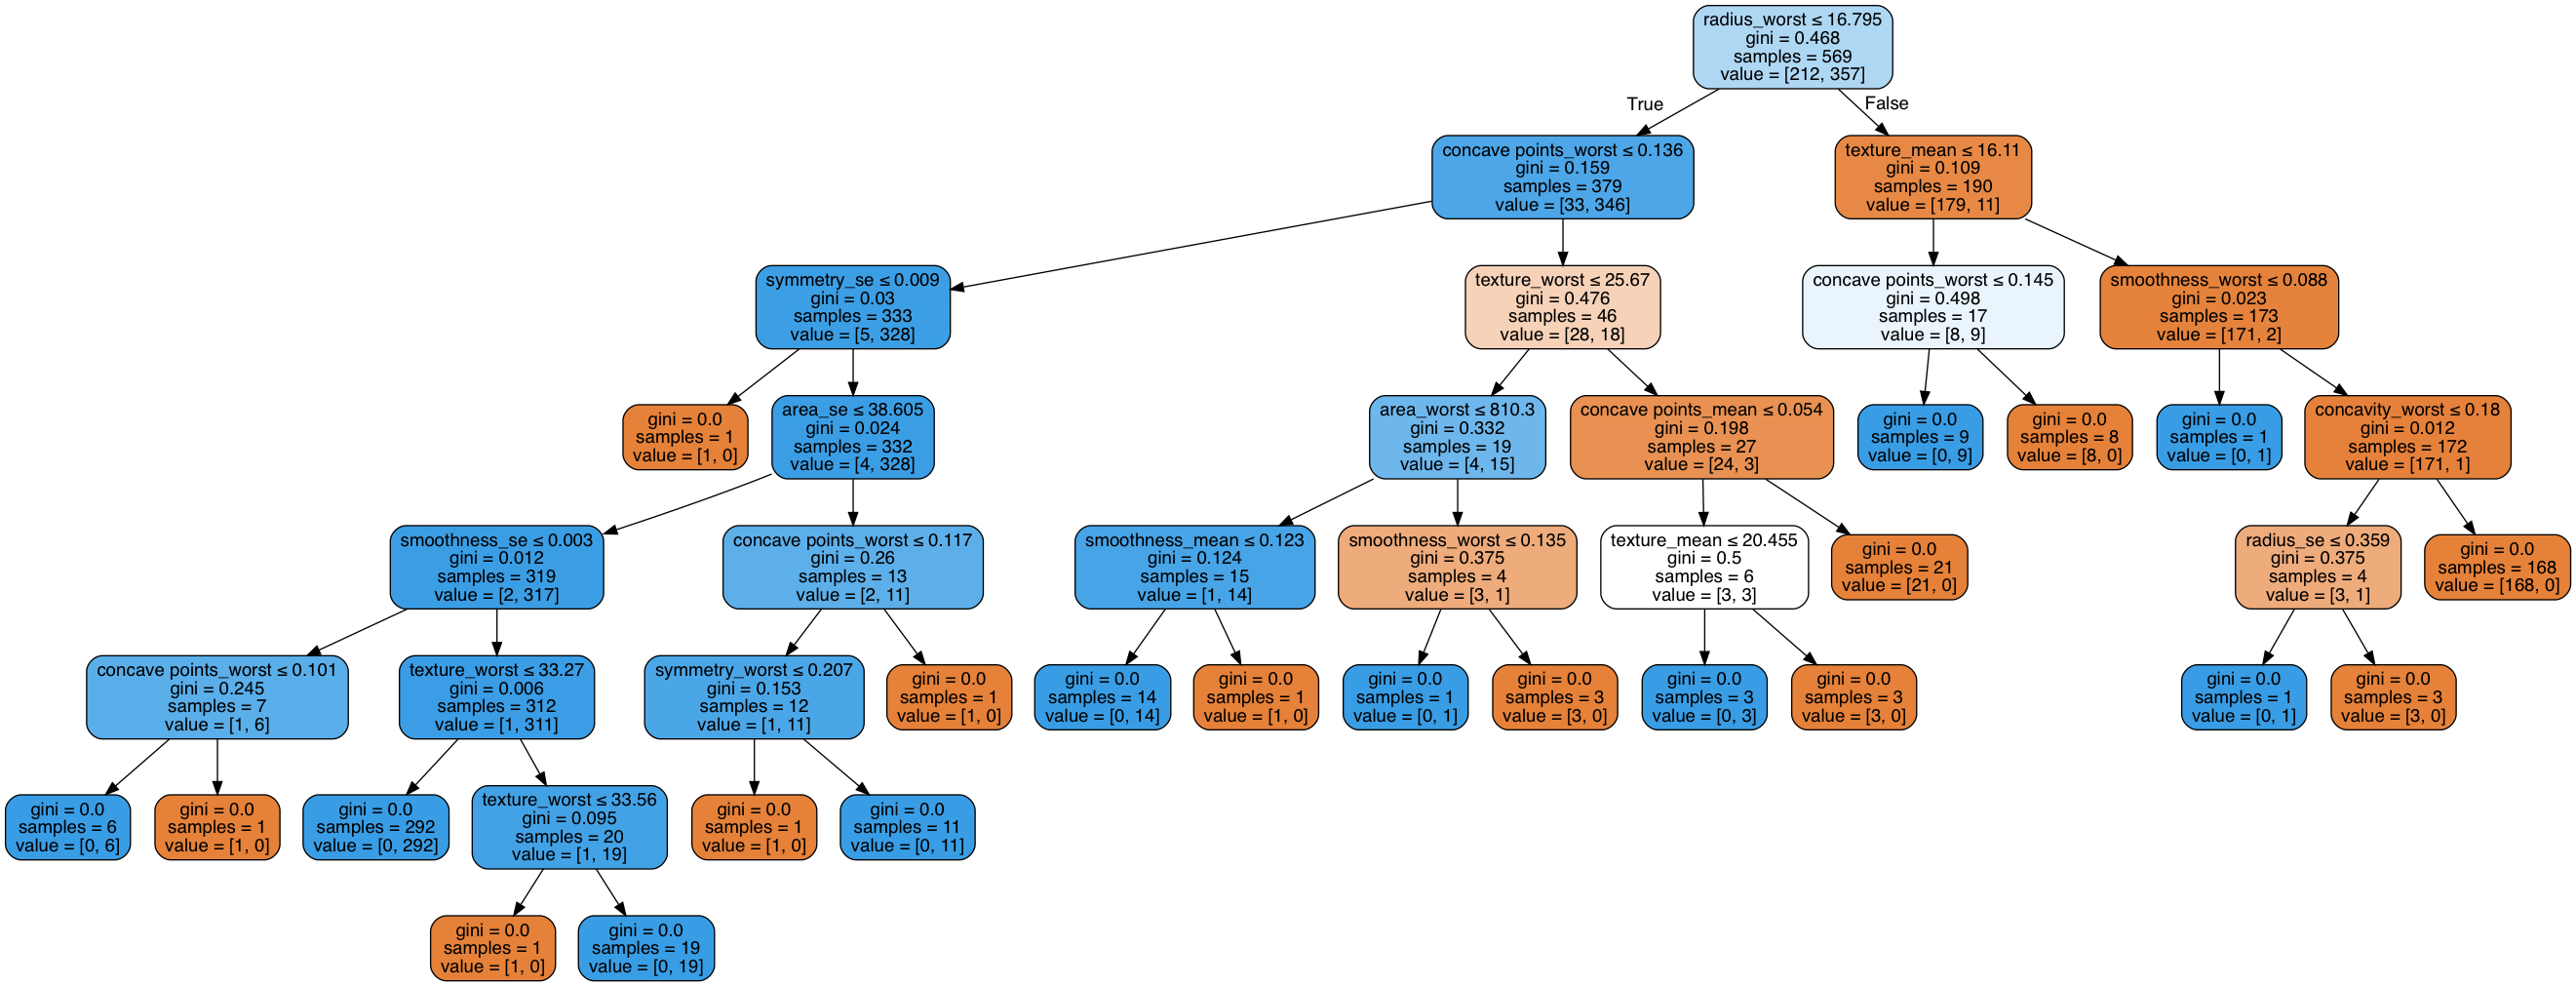 radius_worst ≤ 16.795
gini = 0.468
samples = 569
value = [212, 357]
True
False
concave points_worst ≤ 0.136
gini = 0.159
samples = 379
value = [33, 346]
texture_mean ≤ 16.11
gini = 0.109
samples = 190
value = [179, 11]
symmetry_se ≤ 0.009
gini = 0.03
samples = 333
value = [5, 328]
texture_worst ≤ 25.67
gini = 0.476
samples = 46
value = [28, 18]
concave points_worst ≤ 0.145
gini = 0.498
samples = 17
value = [8, 9]
smoothness_worst ≤ 0.088
gini = 0.023
samples = 173
value = [171, 2]
gini = 0.0
samples = 1
value = [1, 0]
area_se ≤ 38.605
gini = 0.024
samples = 332
value = [4, 328]
area_worst ≤ 810.3
gini = 0.332
samples = 19
value = [4, 15]
concave points_mean ≤ 0.054
gini = 0.198
samples = 27
value = [24, 3]
gini = 0.0
samples = 9
value = [0, 9]
gini = 0.0
samples = 8
value = [8, 0]
gini = 0.0
samples = 1
value = [0, 1]
concavity_worst ≤ 0.18
gini = 0.012
samples = 172
value = [171, 1]
smoothness_se ≤ 0.003
gini = 0.012
samples = 319
value = [2, 317]
concave points_worst ≤ 0.117
gini = 0.26
samples = 13
value = [2, 11]
smoothness_mean ≤ 0.123
gini = 0.124
samples = 15
value = [1, 14]
smoothness_worst ≤ 0.135
gini = 0.375
samples = 4
value = [3, 1]
texture_mean ≤ 20.455
gini = 0.5
samples = 6
value = [3, 3]
gini = 0.0
samples = 21
value = [21, 0]
radius_se ≤ 0.359
gini = 0.375
samples = 4
value = [3, 1]
gini = 0.0
samples = 168
value = [168, 0]
concave points_worst ≤ 0.101
gini = 0.245
samples = 7
value = [1, 6]
texture_worst ≤ 33.27
gini = 0.006
samples = 312
value = [1, 311]
symmetry_worst ≤ 0.207
gini = 0.153
samples = 12
value = [1, 11]
gini = 0.0
samples = 1
value = [1, 0]
gini = 0.0
samples = 14
value = [0, 14]
gini = 0.0
samples = 1
value = [1, 0]
gini = 0.0
samples = 1
value = [0, 1]
gini = 0.0
samples = 3
value = [3, 0]
gini = 0.0
samples = 3
value = [0, 3]
gini = 0.0
samples = 3
value = [3, 0]
gini = 0.0
samples = 1
value = [0, 1]
gini = 0.0
samples = 3
value = [3, 0]
gini = 0.0
samples = 6
value = [0, 6]
gini = 0.0
samples = 1
value = [1, 0]
gini = 0.0
samples = 292
value = [0, 292]
texture_worst ≤ 33.56
gini = 0.095
samples = 20
value = [1, 19]
gini = 0.0
samples = 1
value = [1, 0]
gini = 0.0
samples = 11
value = [0, 11]
gini = 0.0
samples = 1
value = [1, 0]
gini = 0.0
samples = 19
value = [0, 19]